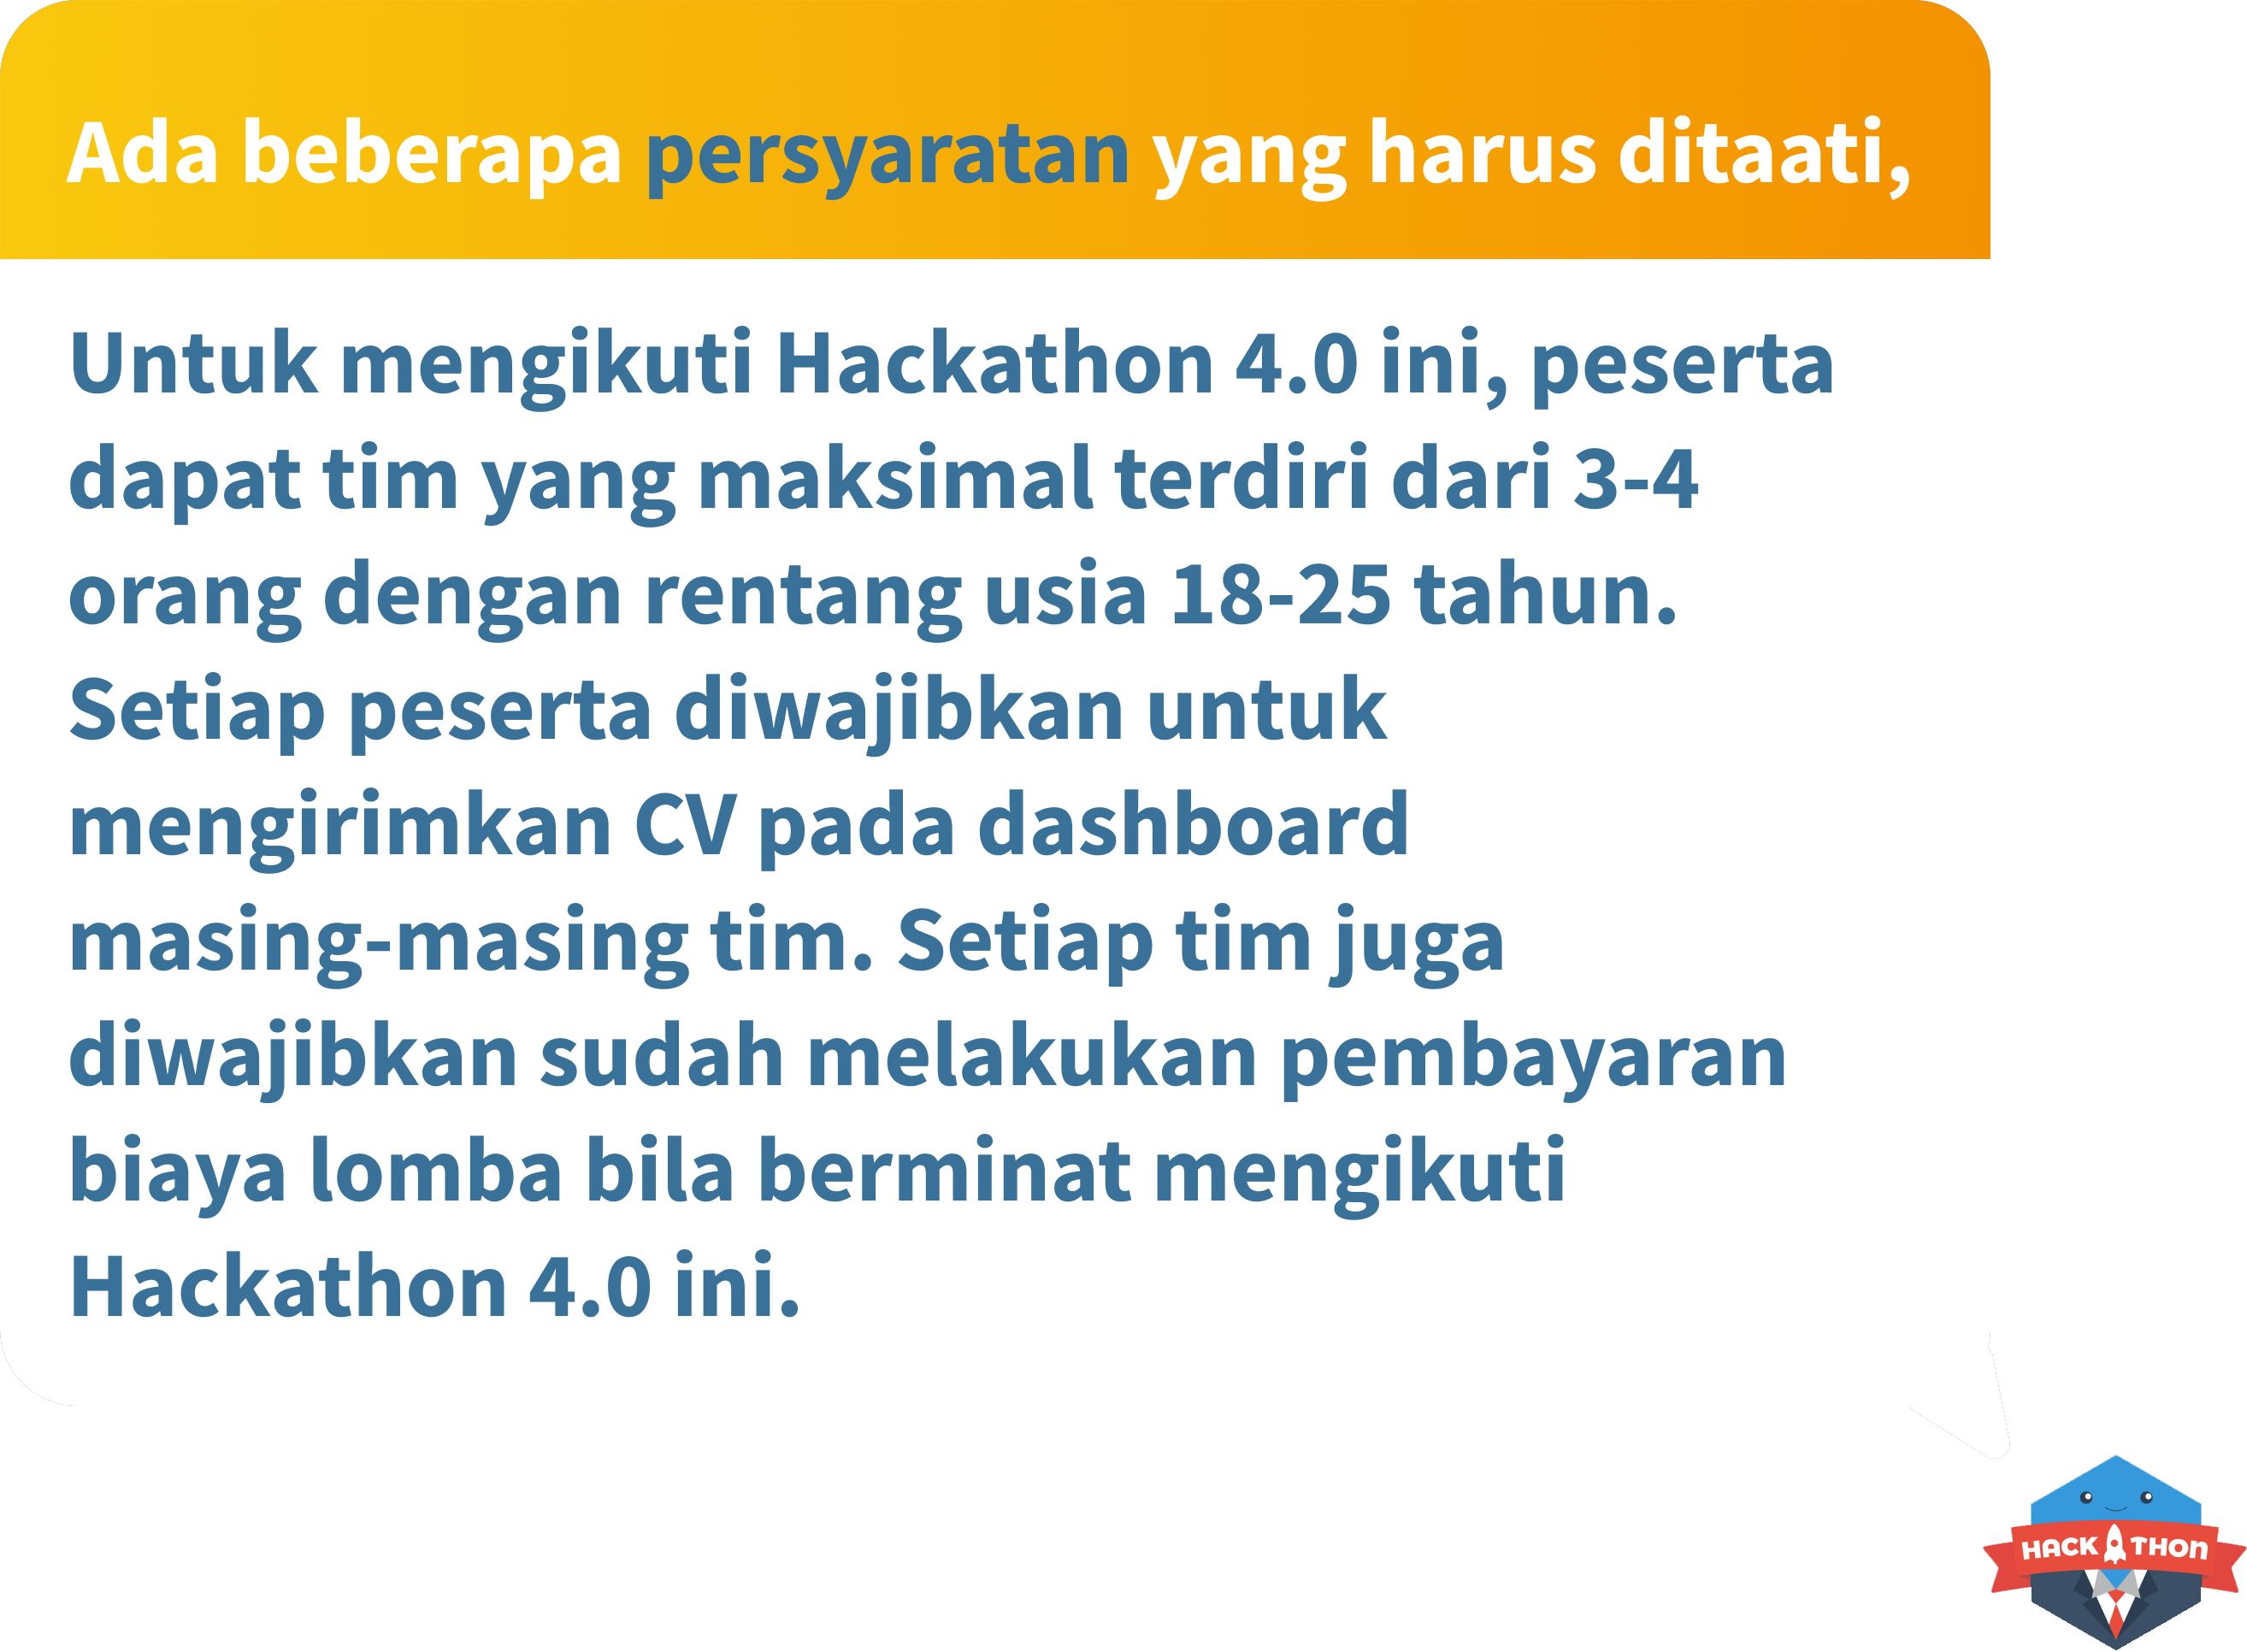 Ada beberapa persyaratan yang harus ditaati,
Untuk mengikuti Hackathon 4.0 ini, peserta
dapat tim yang maksimal terdiri dari 3–4
orang dengan rentang usia 18-25 tahun.
Setiap peserta diwajibkan untuk
mengirimkan CV pada dashboard
masing-masing tim. Setiap tim juga
diwajibkan sudah melakukan pembayaran
biaya lomba bila berminat mengikuti
Hackathon 4.0 ini.
HACK THON